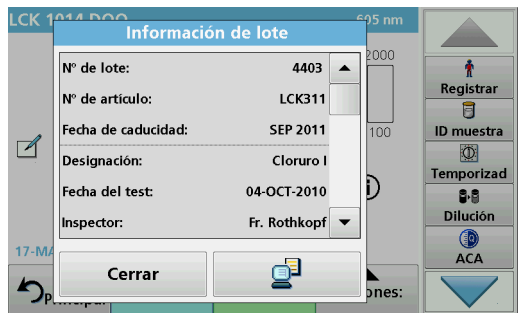 LCK 1014 DOO 605 nm
Información de lote
Nº de lote: 4403
Nº de artículo: LCK311
Fecha de caducidad: SEP 2011
Designación: Cloruro I
Fecha del test: 04-OCT-2010
Inspector: Fr. Rothkopf
Cerrar
2000
100
17-MA
Principal
ones:
Registrar
ID muestra
Temporizad
Dilución
ACA